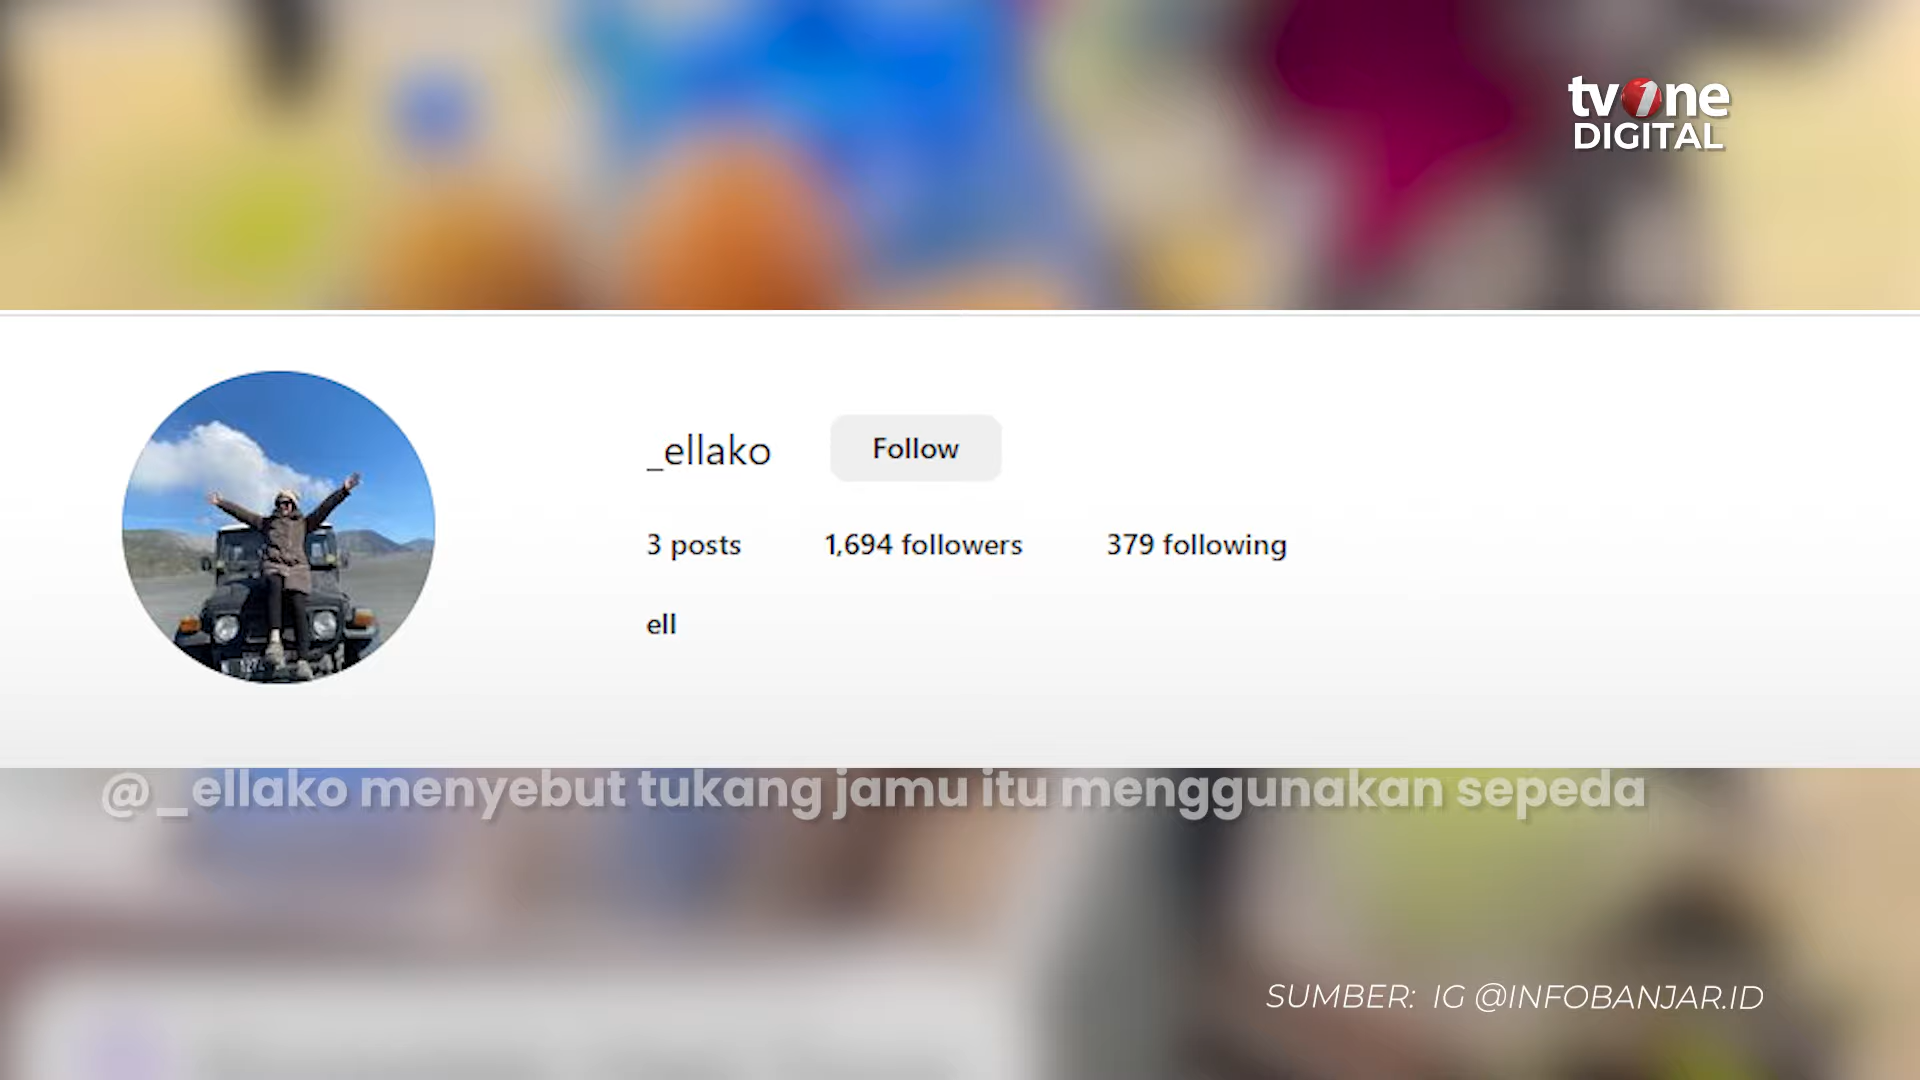 tvOne
DIGITAL
_ellako
Follow
3 posts 1,694 followers 379 following
ell
@_ellako menyebut tukang jamu itu menggunakan sepeda
SUMBER: IG @INFOBANJAR.ID